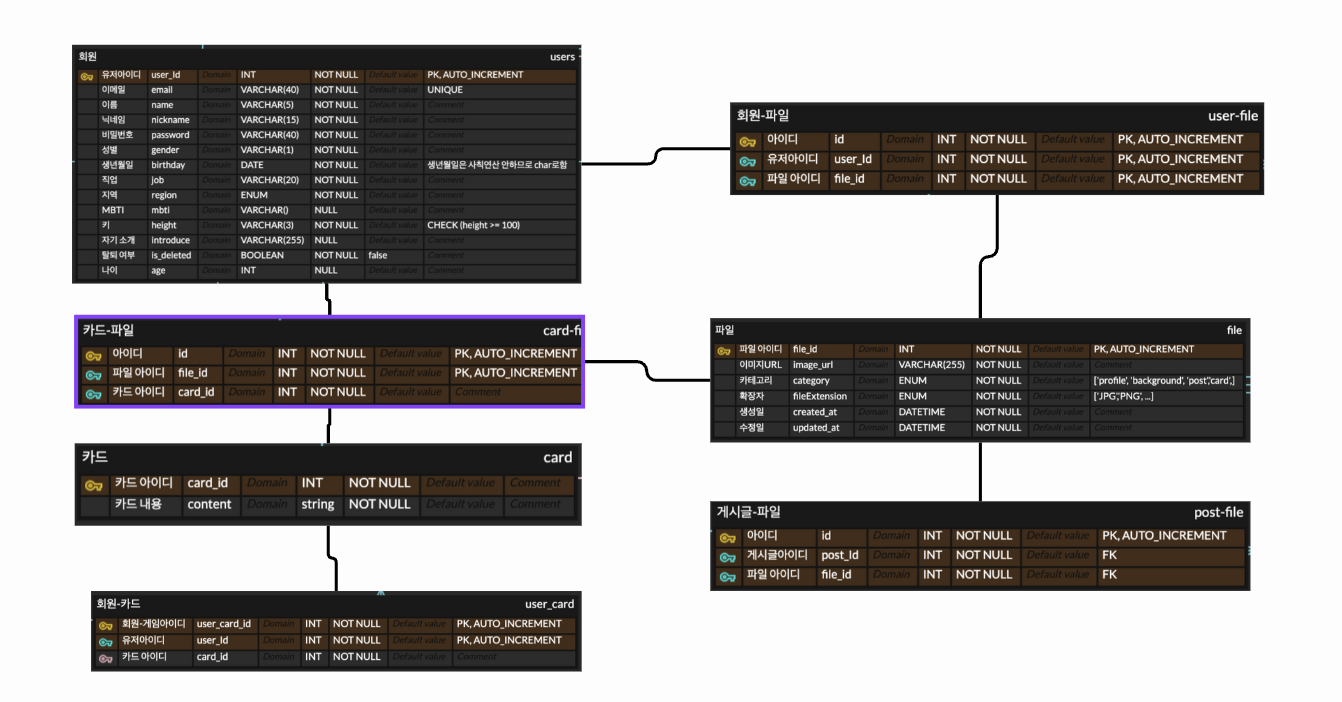 회원 users
유저아이디 user_Id Domain INT NOT NULL Default value PK, AUTO_INCREMENT
이메일 email Domain VARCHAR(40) NOT NULL Default value UNIQUE
이름 name Domain VARCHAR(5) NOT NULL Default value Comment
닉네임 nickname Domain VARCHAR(15) NOT NULL Default value Comment
비밀번호 password Domain VARCHAR(40) NOT NULL Default value Comment
성별 gender Domain VARCHAR(1) NOT NULL Default value Comment
생년월일 birthday Domain DATE NOT NULL Default value 생년월일은 사칙연산 안하므로 char로함
직업 job Domain VARCHAR(20) NOT NULL Default value Comment
지역 region Domain ENUM NOT NULL Default value Comment
MBTI mbti Domain VARCHAR() NULL Default value Comment
키 height Domain VARCHAR(3) NOT NULL Default value CHECK (height >= 100)
자기 소개 introduce Domain VARCHAR(255) NULL Default value Comment
탈퇴 여부 is_deleted Domain BOOLEAN NOT NULL false Comment
나이 age Domain INT NULL Default value Comment
회원-파일 user-file
아이디 id Domain INT NOT NULL Default value PK, AUTO_INCREMENT
유저아이디 user_Id Domain INT NOT NULL Default value PK, AUTO_INCREMENT
파일 아이디 file_id Domain INT NOT NULL Default value PK, AUTO_INCREMENT
카드-파일 card-fi
아이디 id Domain INT NOT NULL Default value PK, AUTO_INCREMENT
파일 아이디 file_id Domain INT NOT NULL Default value PK, AUTO_INCREMENT
카드 아이디 card_id Domain INT NOT NULL Default value Comment
파일 file
파일 아이디 file_id Domain INT NOT NULL Default value PK, AUTO_INCREMENT
이미지URL image_url Domain VARCHAR(255) NOT NULL Default value Comment
카테고리 category Domain ENUM NOT NULL Default value ['profile', 'background', 'post','card',]
확장자 fileExtension Domain ENUM NOT NULL Default value ['JPG','PNG', ...]
생성일 created_at Domain DATETIME NOT NULL Default value Comment
수정일 updated_at Domain DATETIME NOT NULL Default value Comment
카드 card
카드 아이디 card_id Domain INT NOT NULL Default value Comment
카드 내용 content Domain string NOT NULL Default value Comment
게시글-파일 post-file
아이디 id Domain INT NOT NULL Default value PK, AUTO_INCREMENT
게시글아이디 post_Id Domain INT NOT NULL Default value FK
파일 아이디 file_id Domain INT NOT NULL Default value FK
회원-카드 user_card
회원-게임아이디 user_card_id Domain INT NOT NULL Default value PK, AUTO_INCREMENT
유저아이디 user_Id Domain INT NOT NULL Default value PK, AUTO_INCREMENT
카드 아이디 card_id Domain INT NOT NULL Default value Comment